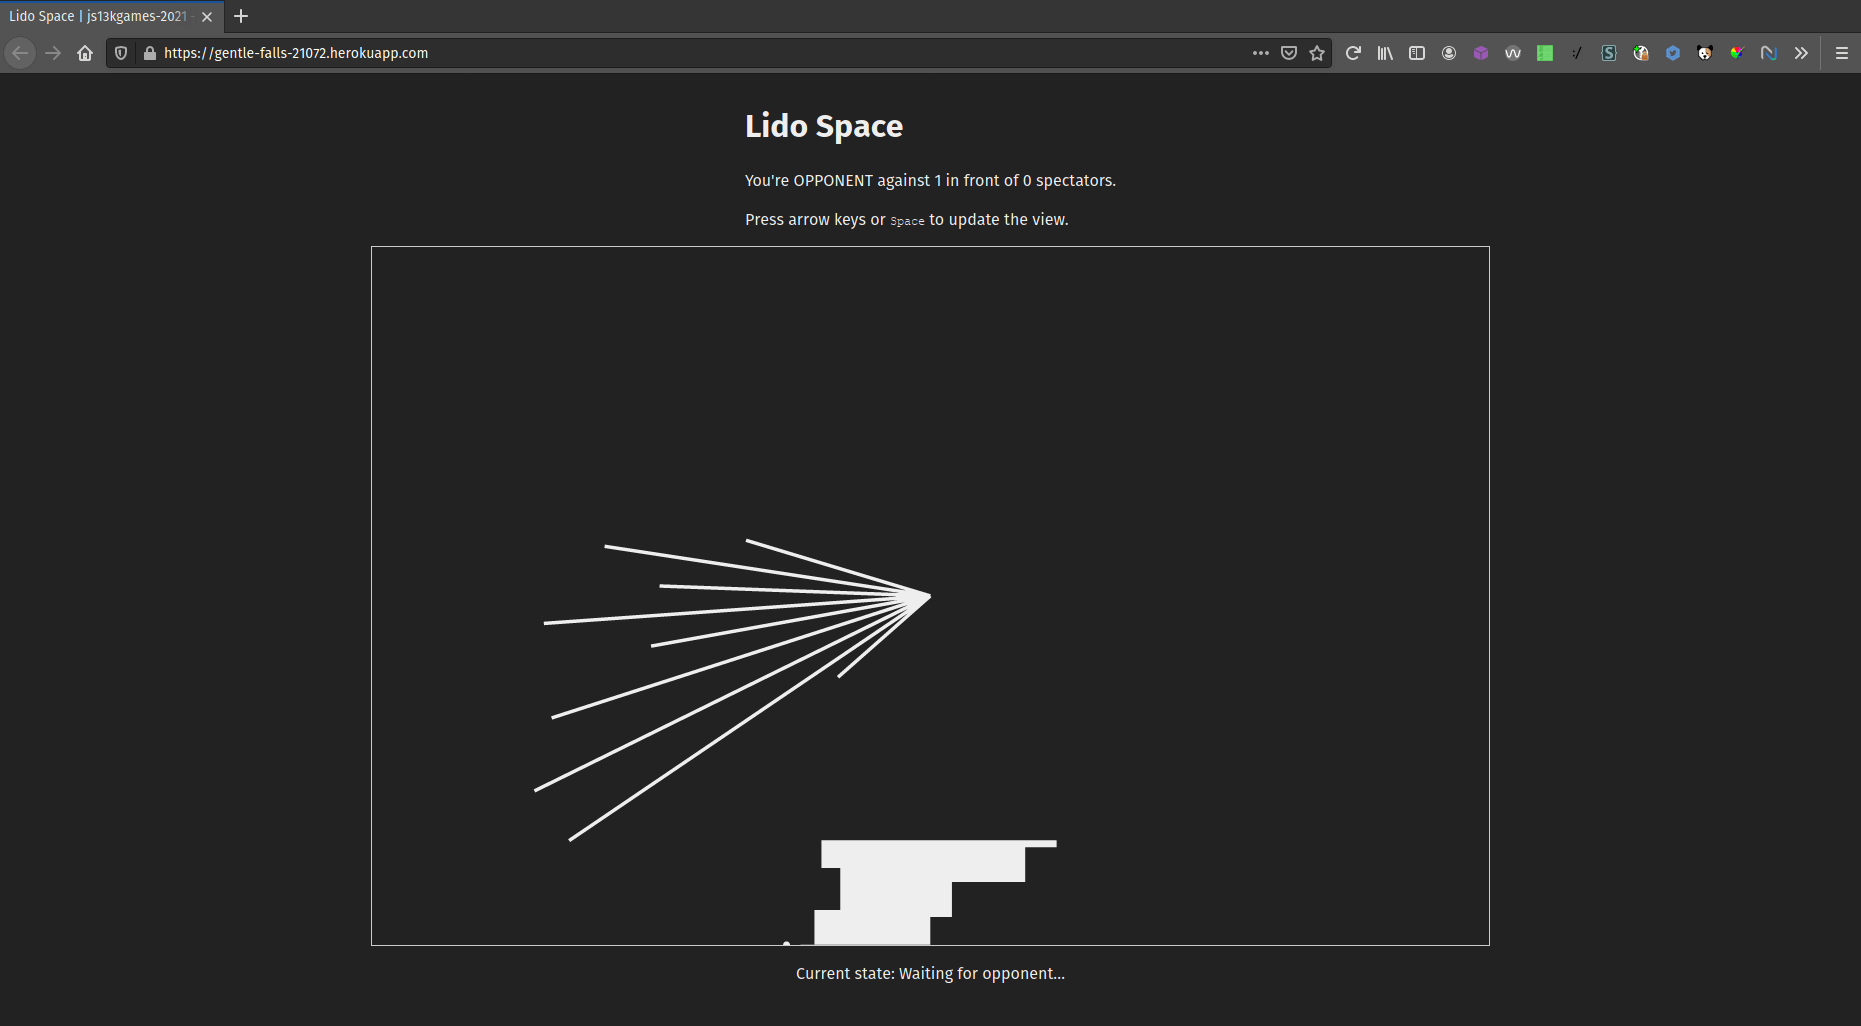 Lido Space | js13kgames-2021 -
https://gentle-falls-21072.herokuapp.com
Lido Space
You're OPPONENT against 1 in front of 0 spectators.
Press arrow keys or Space to update the view.
Current state: Waiting for opponent...